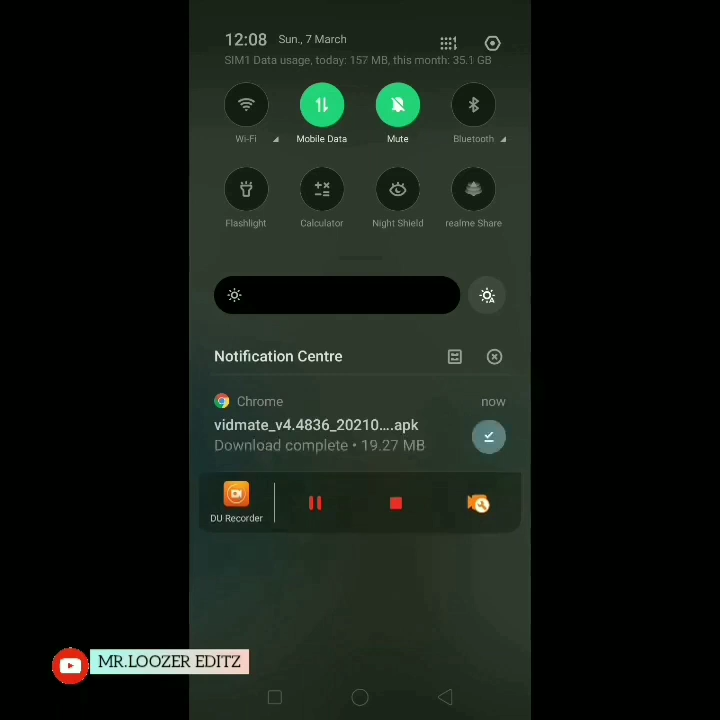 12:08 Sun., 7 March
SIM1 Data usage, today: 157 MB, this month: 35.1 GB
Wi-Fi Mobile Data Mute Bluetooth
Flashlight Calculator Night Shield realme Share
Notification Centre
Chrome now
vidmate_v4.4836_20210....apk
Download complete • 19.27 MB
DU Recorder
MR.LOOZER EDITZ